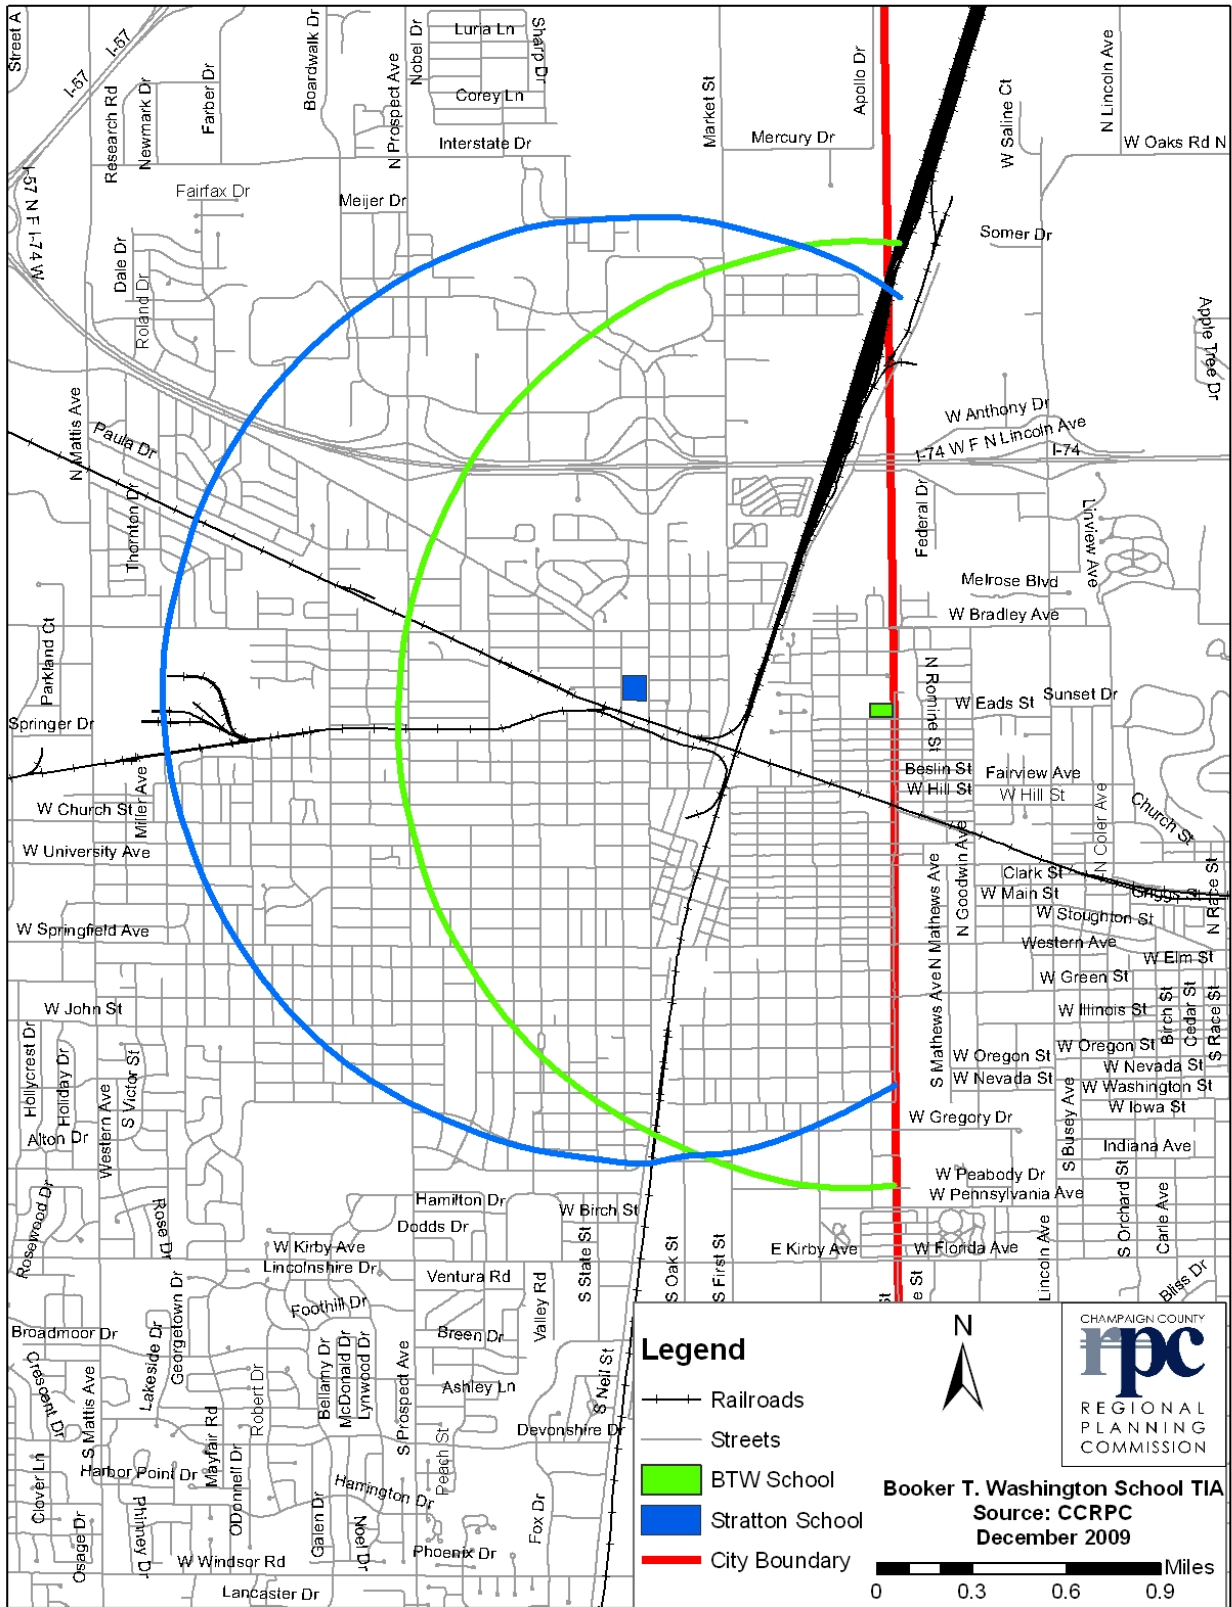 Street A
I-57
I-57
Research Rd
Newmark Dr
Farber Dr
Boardwalk Dr
N Prospect Ave
Nobel Dr
Luria Ln
Sharp Dr
Corey Ln
Interstate Dr
Market St
Mercury Dr
Apollo Dr
W Saline Ct
N Lincoln Ave
W Oaks Rd N
I-57 N F I-74 W
Fairfax Dr
Meijer Dr
Somer Dr
Dale Dr
Roland Dr
Apple Tree Dr
N Mattis Ave
Paula Dr
W Anthony Dr
I-74 W F N Lincoln Ave
I-74
Thornton Dr
Federal Dr
Linview Ave
Melrose Blvd
W Bradley Ave
Parkland Ct
N Romine St
W Eads St
Sunset Dr
Springer Dr
Beslin St
Fairview Ave
W Hill St
W Hill St
Miller Ave
W Church St
N Coler Ave
Church St
W University Ave
N Goodwin Ave
N Mathews Ave
Clark St
W Main St
Griggs St
N Race St
W Stoughton St
W Springfield Ave
Western Ave
W Elm St
W Green St
W John St
S Mathews Ave
W Illinois St
Birch St
Cedar St
S Race St
Hollycrest Dr
Holiday Dr
S Victor St
W Oregon St
W Oregon St
W Nevada St
W Nevada St
W Washington St
W Iowa St
Western Ave
S Busey Ave
W Gregory Dr
Alton Dr
Indiana Ave
Rosewood Dr
Rose Dr
Hamilton Dr
W Peabody Dr
W Pennsylvania Ave
S Orchard St
Carle Ave
W Birch St
Dodds Dr
W Kirby Ave
S State St
E Kirby Ave
W Florida Ave
Lincolnshire Dr
Ventura Rd
S Oak St
S First St
Lincoln Ave
Bliss Dr
Georgetown Dr
Foothill Dr
Valley Rd
st
e St
Broadmoor Dr
Lakeside Dr
Breen Dr
Crescent Dr
S Mattis Ave
Robert Dr
Bellamy Dr
McDonald Dr
Lynwood Dr
S Prospect Ave
Ashley Ln
S Neil St
Mayfair Rd
Peach St
Devonshire Dr
Clover Ln
Harbor Point Dr
ODonnell Dr
Harrington Dr
Osage Dr
Phinney Dr
Galen Dr
Noel Dr
Fox Dr
W Windsor Rd
Phoenix Dr
Lancaster Dr
Legend
Railroads
Streets
BTW School
Stratton School
City Boundary
N
CHAMPAIGN COUNTY
rpc
REGIONAL
PLANNING
COMMISSION
Booker T. Washington School TIA
Source: CCRPC
December 2009
Miles
0 0.3 0.6 0.9